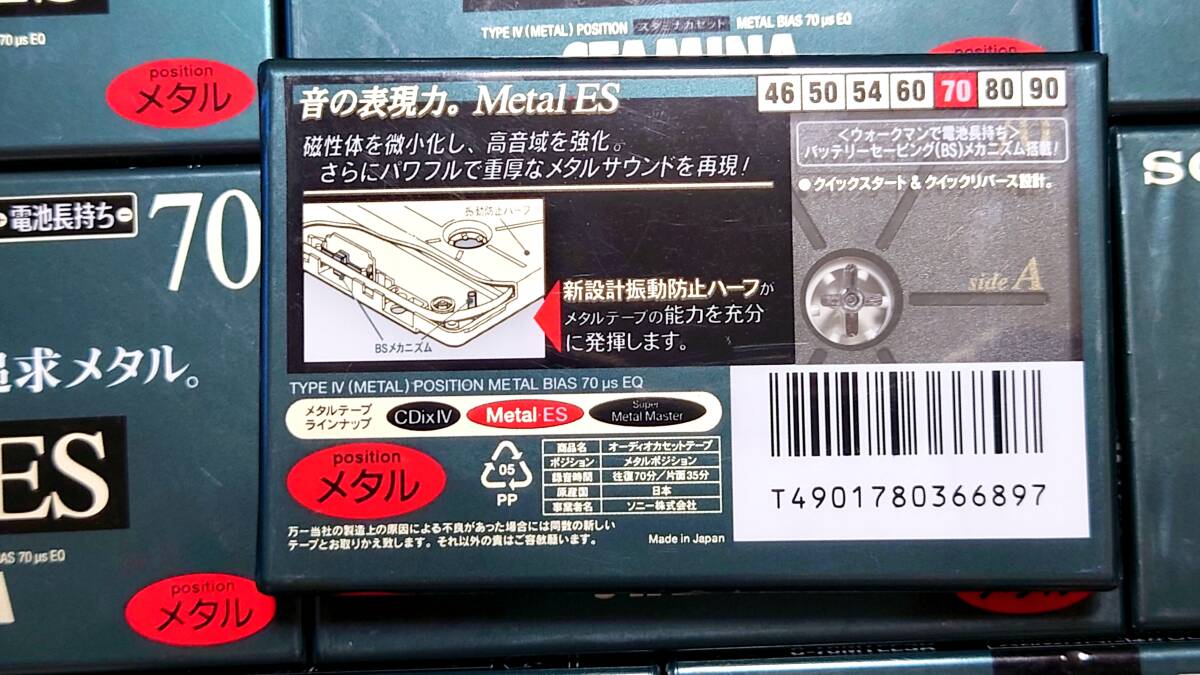 70 µs EQ
position
メタル
TYPE IV (METAL) POSITION スタミナカセット METAL BIAS 70 µs EQ
STAMINA
position
電池長持ち
70
追求メタル。
ES
AS 70 µs EQ
position
メタル
音の表現力。Metal ES
磁性体を微小化し、高音域を強化。
さらにパワフルで重厚なメタルサウンドを再現!
46 50 54 60 70 80 90
<ウォークマンで電池長持ち>
バッテリーセービング(BS)メカニズム搭載!
●クイックスタート&クイックリバース設計。
side A
振動防止ハーフ
BSメカニズム
新設計振動防止ハーフが
メタルテープの能力を充分
に発揮します。
TYPE IV (METAL) POSITION METAL BIAS 70 µs EQ
メタルテープ
ラインナップ
CDixIV
Metal-ES
Super
Metal Master
position
メタル
05
PP
商品名 オーディオカセットテープ
ポジション メタルポジション
録音時間 往復70分/片面35分
原産国 日本
事業者名 ソニー株式会社
万一当社の製造上の原因による不良があった場合には同数の新しい
テープとお取りかえ致します。それ以外の責はご容赦願います。
Made in Japan
T4901780366897
SO